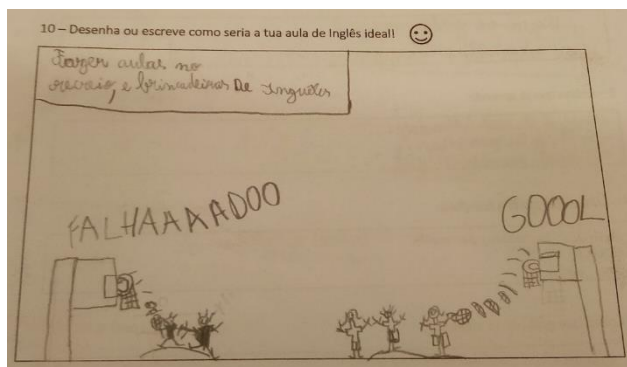 10 – Desenha ou escreve como seria a tua aula de Inglês ideal!
Fazer aulas no
recreio, e brincadeiras De Inguêles
FALHAAAADOO
GOOOL